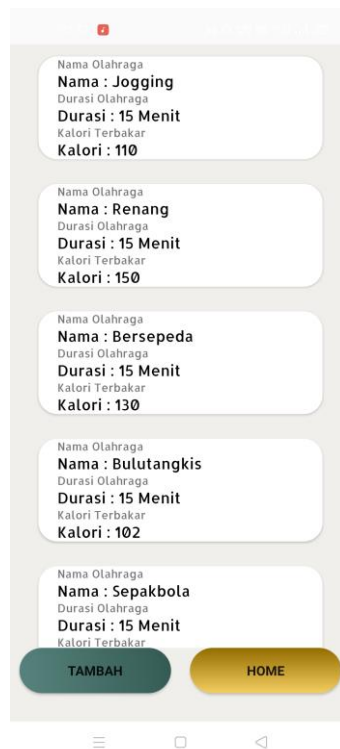 Nama Olahraga
Nama : Jogging
Durasi Olahraga
Durasi : 15 Menit
Kalori Terbakar
Kalori : 110
Nama Olahraga
Nama : Renang
Durasi Olahraga
Durasi : 15 Menit
Kalori Terbakar
Kalori : 150
Nama Olahraga
Nama : Bersepeda
Durasi Olahraga
Durasi : 15 Menit
Kalori Terbakar
Kalori : 130
Nama Olahraga
Nama : Bulutangkis
Durasi Olahraga
Durasi : 15 Menit
Kalori Terbakar
Kalori : 102
Nama Olahraga
Nama : Sepakbola
Durasi Olahraga
Durasi : 15 Menit
Kalori Terbakar
TAMBAH HOME